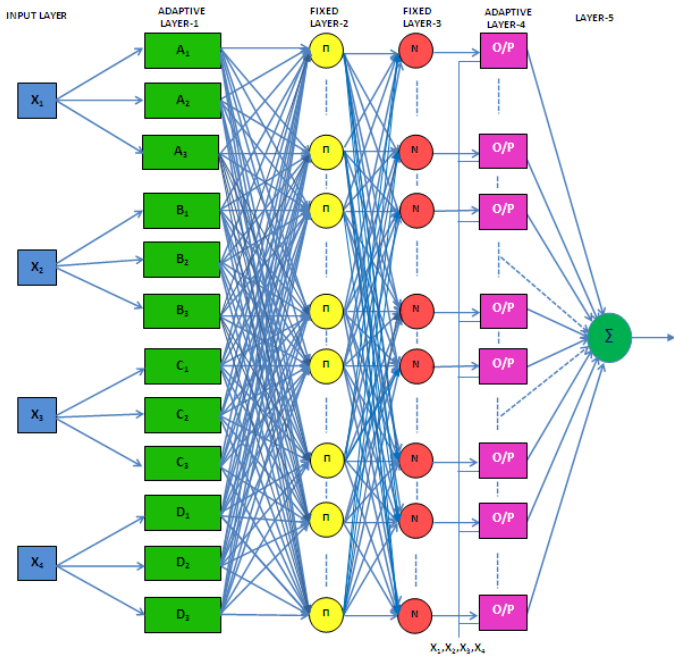 INPUT LAYER
ADAPTIVE
LAYER-1
FIXED
LAYER-2
FIXED
LAYER-3
ADAPTIVE
LAYER-4
LAYER-5
X₁
X₂
X₃
X₄
A₁
A₂
A₃
B₁
B₂
B₃
C₁
C₂
C₃
D₁
D₂
D₃
Π
Π
Π
Π
Π
Π
Π
Π
N
N
N
N
N
N
N
N
O/P
O/P
O/P
O/P
O/P
O/P
O/P
O/P
Σ
X₁,X₂,X₃,X₄